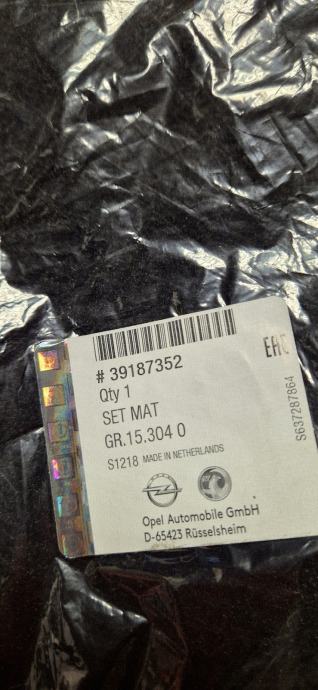 # 39187352
EAC
Qty 1
SET MAT
GR.15.304 0
S1218 MADE IN NETHERLANDS
Opel Automobile GmbH
D-65423 Rüsselsheim
S637287864